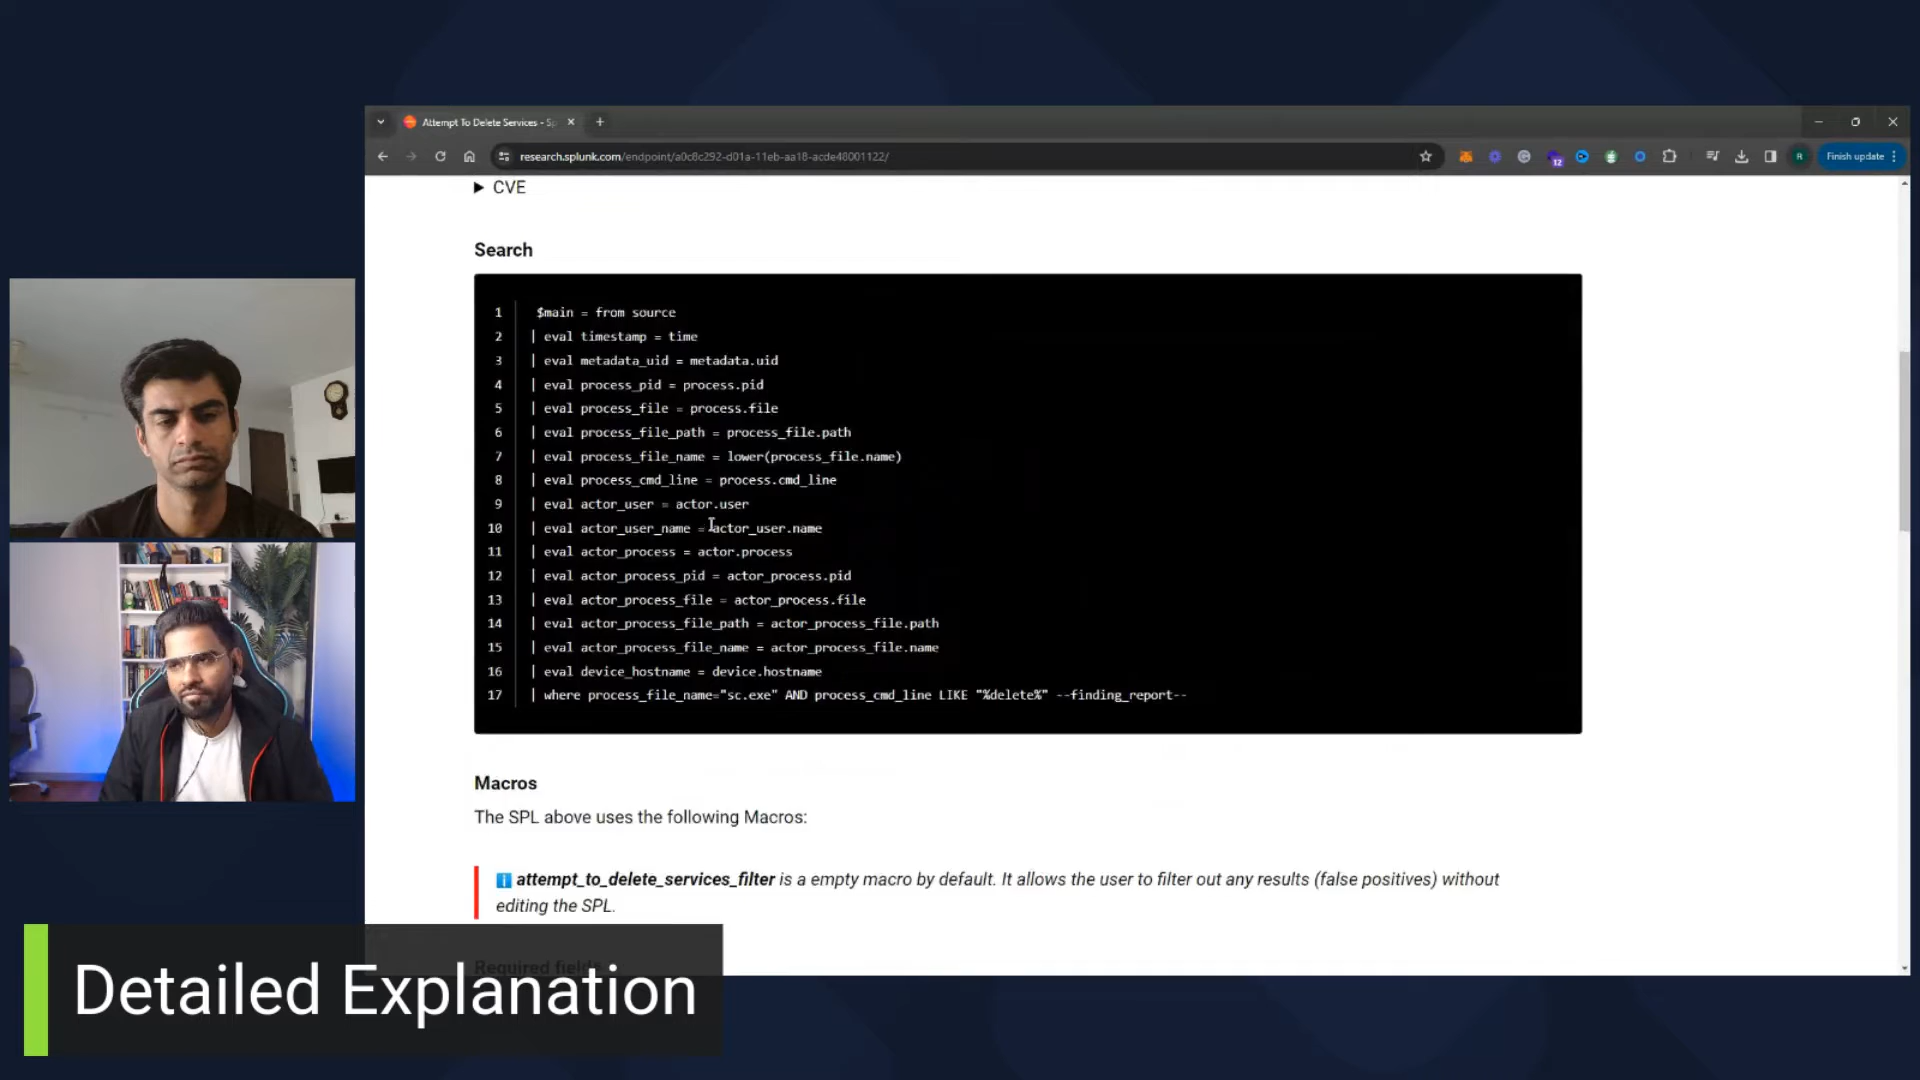 Attempt To Delete Services - Sp
research.splunk.com/endpoint/a0c8c292-d01a-11eb-aa18-acde48001122/
12
R
Finish update
CVE
Search
1 $main = from source
2 | eval timestamp = time
3 | eval metadata_uid = metadata.uid
4 | eval process_pid = process.pid
5 | eval process_file = process.file
6 | eval process_file_path = process_file.path
7 | eval process_file_name = lower(process_file.name)
8 | eval process_cmd_line = process.cmd_line
9 | eval actor_user = actor.user
10 | eval actor_user_name = actor_user.name
11 | eval actor_process = actor.process
12 | eval actor_process_pid = actor_process.pid
13 | eval actor_process_file = actor_process.file
14 | eval actor_process_file_path = actor_process_file.path
15 | eval actor_process_file_name = actor_process_file.name
16 | eval device_hostname = device.hostname
17 | where process_file_name="sc.exe" AND process_cmd_line LIKE "%delete%" --finding_report--
Macros
The SPL above uses the following Macros:
attempt_to_delete_services_filter is a empty macro by default. It allows the user to filter out any results (false positives) without
editing the SPL.
Required fields
Detailed Explanation